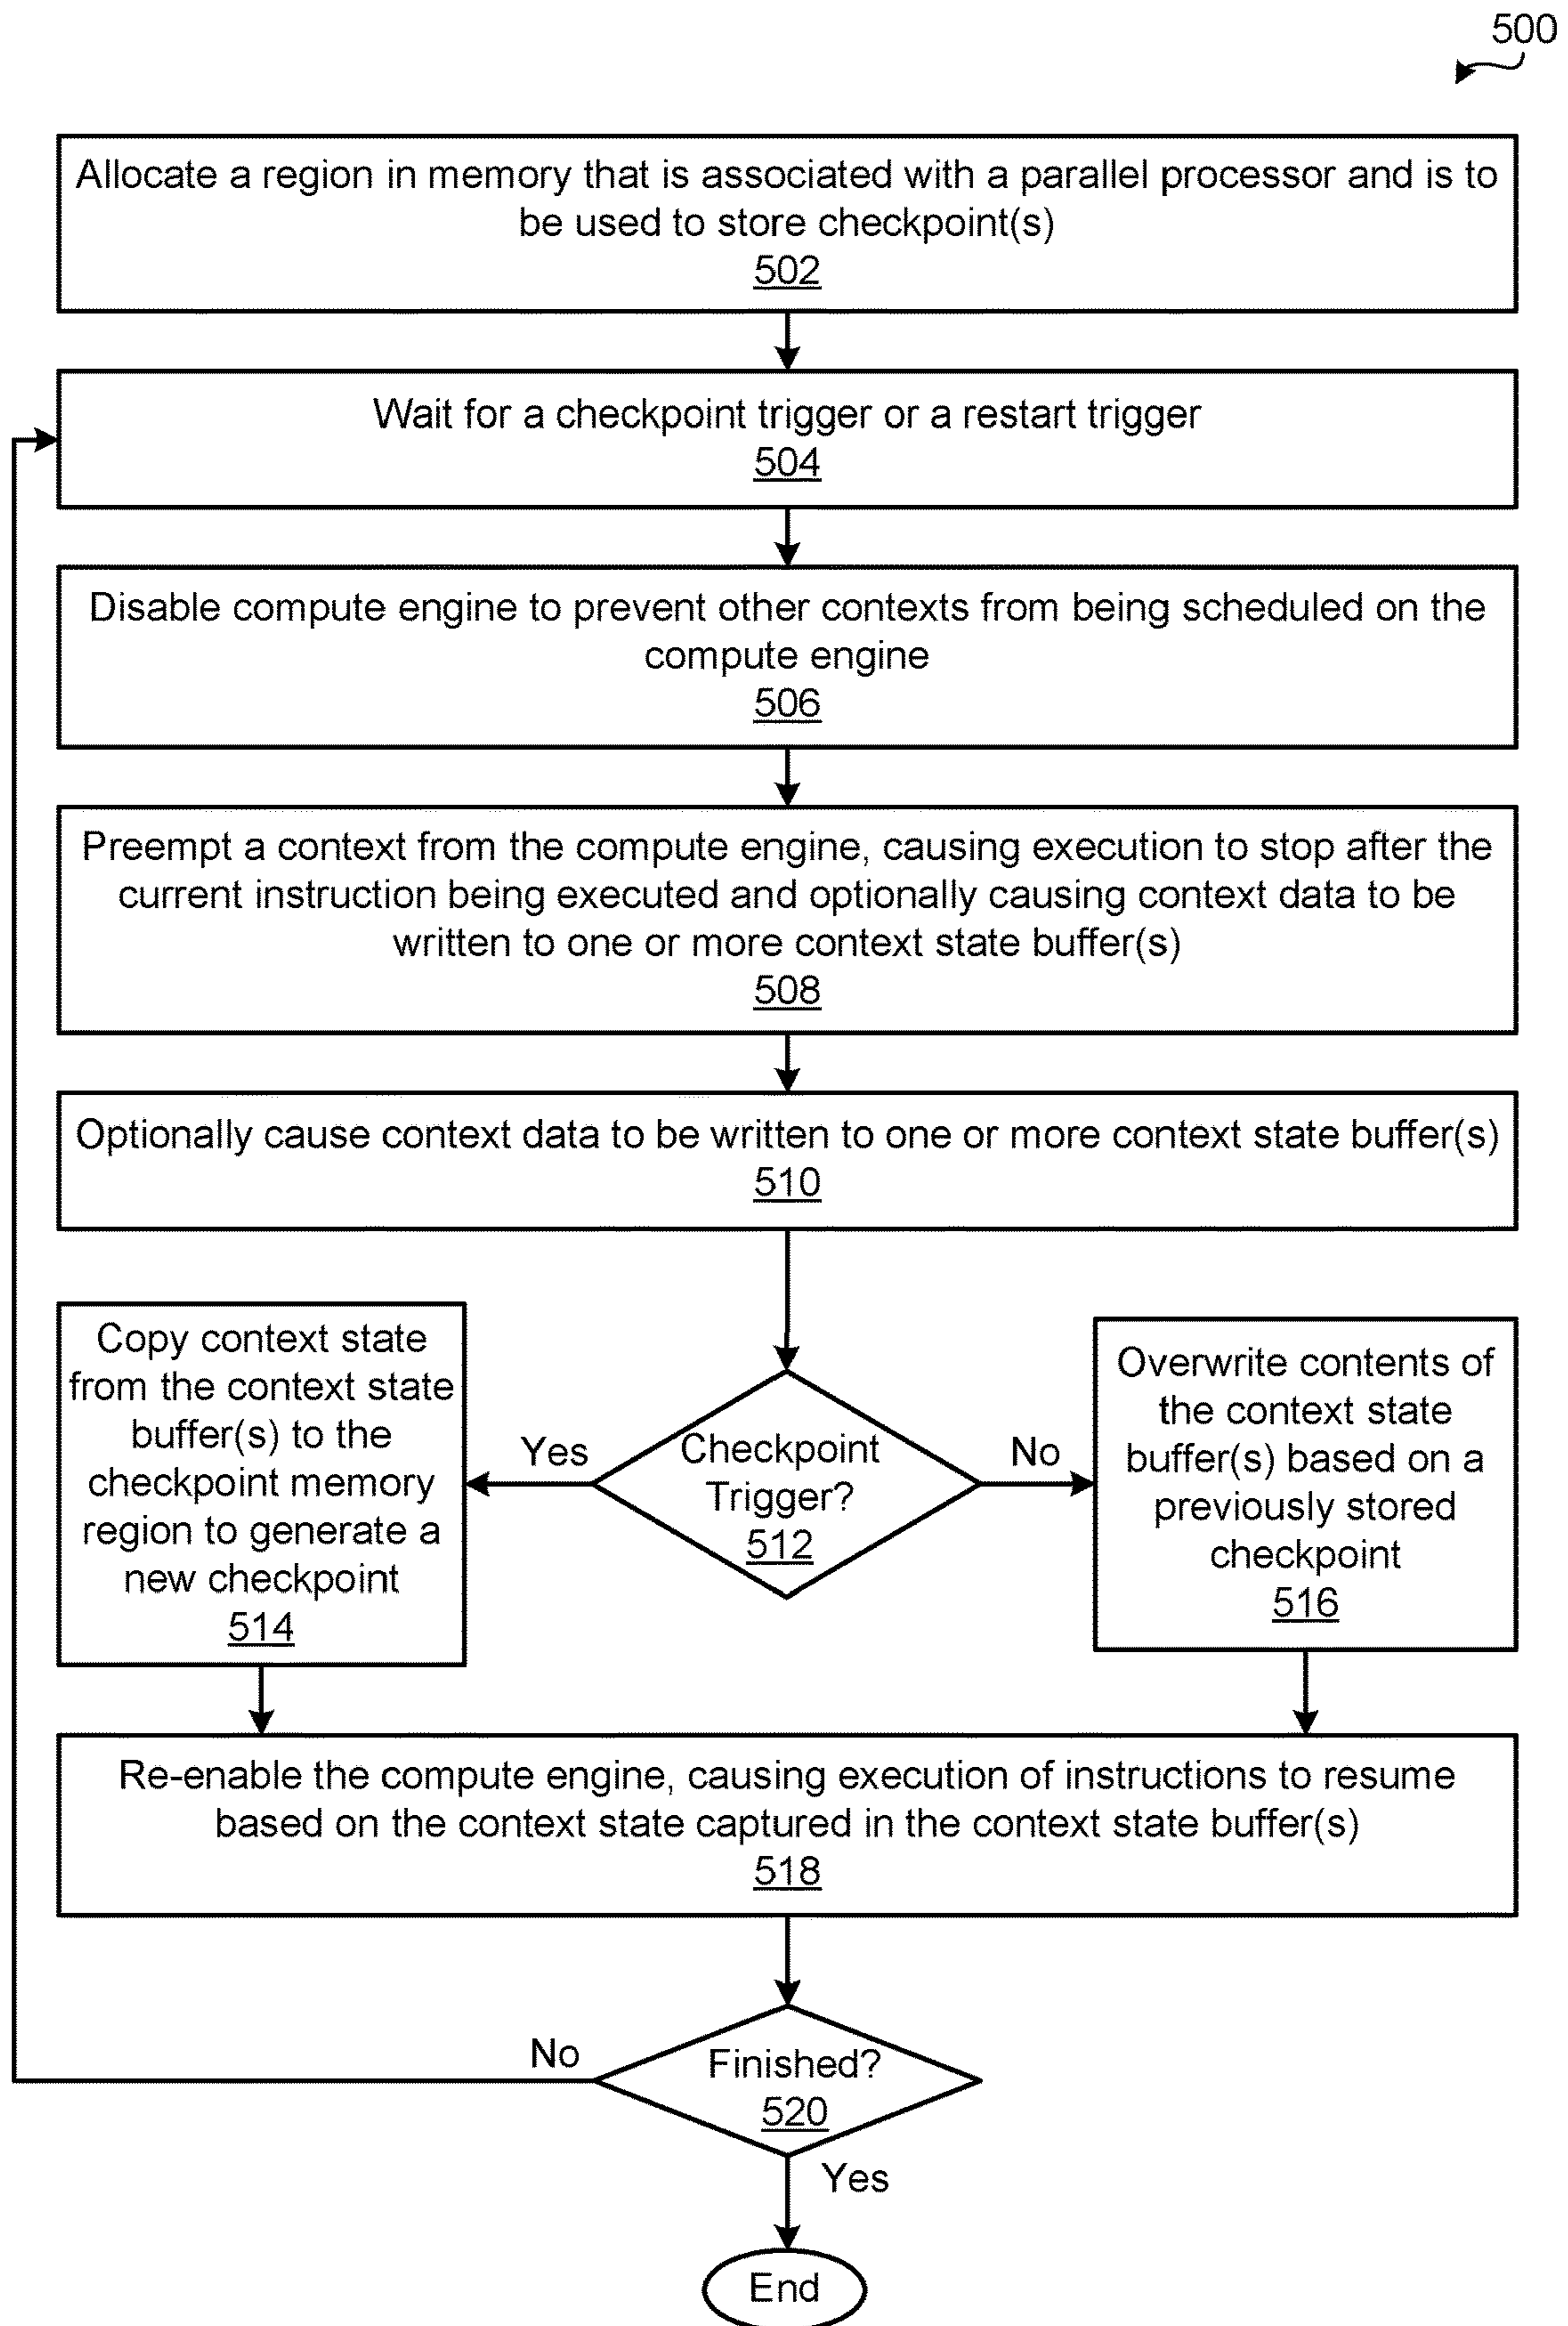 500
Allocate a region in memory that is associated with a parallel processor and is to
be used to store checkpoint(s)
502
Wait for a checkpoint trigger or a restart trigger
504
Disable compute engine to prevent other contexts from being scheduled on the
compute engine
506
Preempt a context from the compute engine, causing execution to stop after the
current instruction being executed and optionally causing context data to be
written to one or more context state buffer(s)
508
Optionally cause context data to be written to one or more context state buffer(s)
510
Copy context state
from the context state
buffer(s) to the
checkpoint memory
region to generate a
new checkpoint
514
Yes
Checkpoint
Trigger?
512
No
Overwrite contents of
the context state
buffer(s) based on a
previously stored
checkpoint
516
Re-enable the compute engine, causing execution of instructions to resume
based on the context state captured in the context state buffer(s)
518
No
Finished?
520
Yes
End